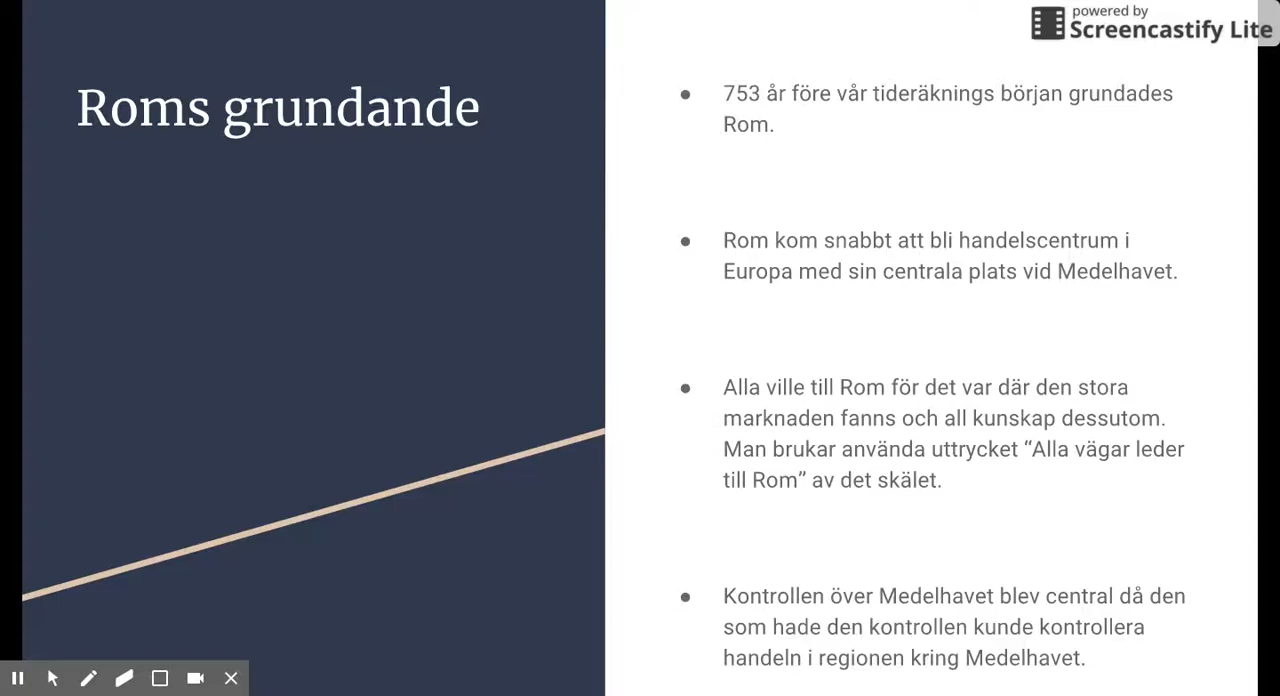 powered by
Screencastify Lite
Roms grundande
● 753 år före vår tideräknings början grundades
Rom.
● Rom kom snabbt att bli handelscentrum i
Europa med sin centrala plats vid Medelhavet.
● Alla ville till Rom för det var där den stora
marknaden fanns och all kunskap dessutom.
Man brukar använda uttrycket “Alla vägar leder
till Rom” av det skälet.
● Kontrollen över Medelhavet blev central då den
som hade den kontrollen kunde kontrollera
handeln i regionen kring Medelhavet.